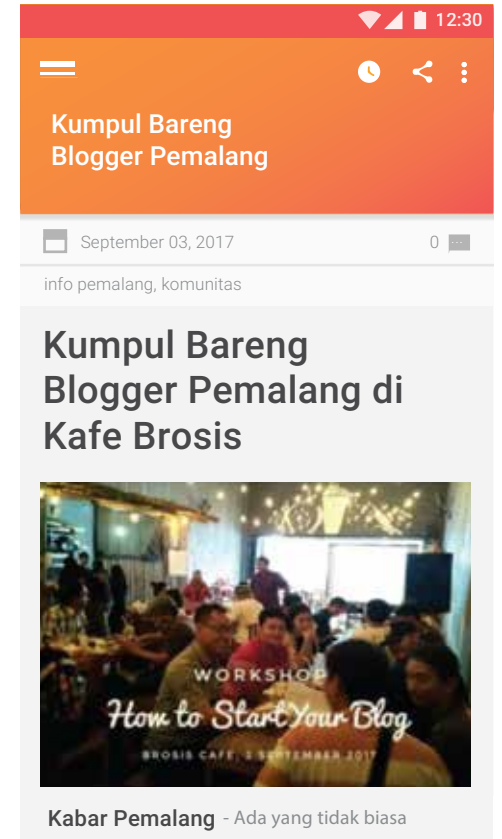 12:30
Kumpul Bareng
Blogger Pemalang
September 03, 2017
0
info pemalang, komunitas
Kumpul Bareng
Blogger Pemalang di
Kafe Brosis
WORKSHOP
How to Start Your Blog
BROSIS CAFE, 2 SEPTEMBER 2017
Kabar Pemalang - Ada yang tidak biasa